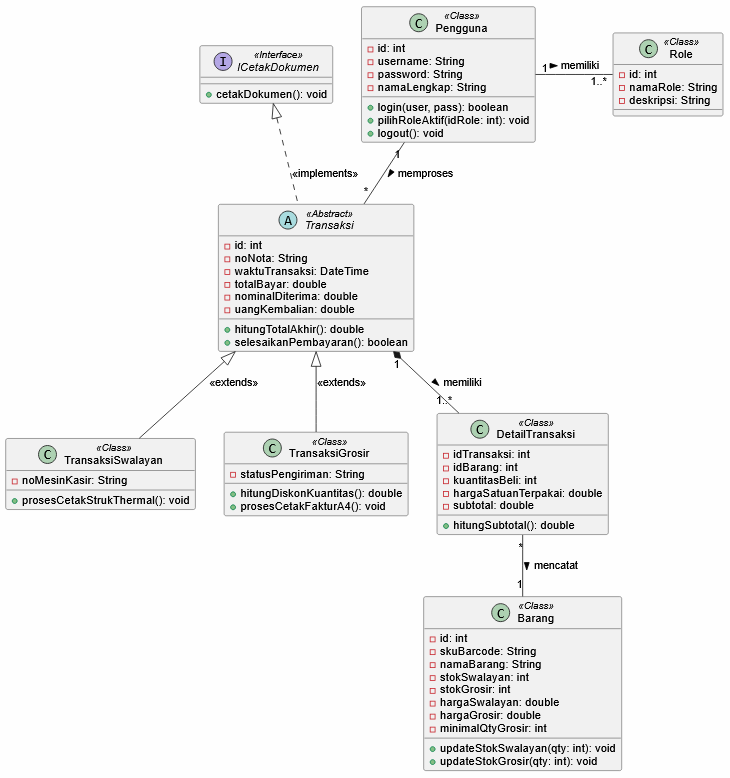 «Class»
C Pengguna
id: int
username: String
password: String
namaLengkap: String
login(user, pass): boolean
pilihRoleAktif(idRole: int): void
logout(): void
1
memiliki
1..*
«Class»
C Role
id: int
namaRole: String
deskripsi: String
«Interface»
I ICetakDokumen
cetakDokumen(): void
«implements»
1
memproses
*
«Abstract»
A Transaksi
id: int
noNota: String
waktuTransaksi: DateTime
totalBayar: double
nominalDiterima: double
uangKembalian: double
hitungTotalAkhir(): double
selesaikanPembayaran(): boolean
«extends»
«extends»
1
memiliki
1..*
«Class»
C TransaksiSwalayan
noMesinKasir: String
prosesCetakStrukThermal(): void
«Class»
C TransaksiGrosir
statusPengiriman: String
hitungDiskonKuantitas(): double
prosesCetakFakturA4(): void
«Class»
C DetailTransaksi
idTransaksi: int
idBarang: int
kuantitasBeli: int
hargaSatuanTerpakai: double
subtotal: double
hitungSubtotal(): double
*
mencatat
1
«Class»
C Barang
id: int
skuBarcode: String
namaBarang: String
stokSwalayan: int
stokGrosir: int
hargaSwalayan: double
hargaGrosir: double
minimalQtyGrosir: int
updateStokSwalayan(qty: int): void
updateStokGrosir(qty: int): void